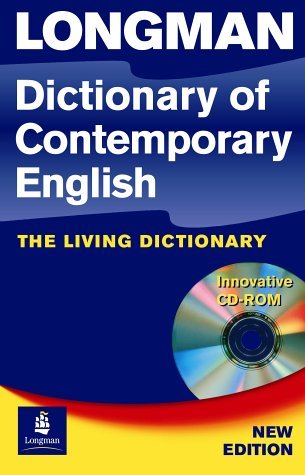 LONGMAN
Dictionary of
Contemporary
English
THE LIVING DICTIONARY
Innovative
CD-ROM
NEW
EDITION
Longman